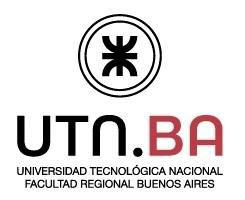 UTN.BA
UNIVERSIDAD TECNOLÓGICA NACIONAL
FACULTAD REGIONAL BUENOS AIRES